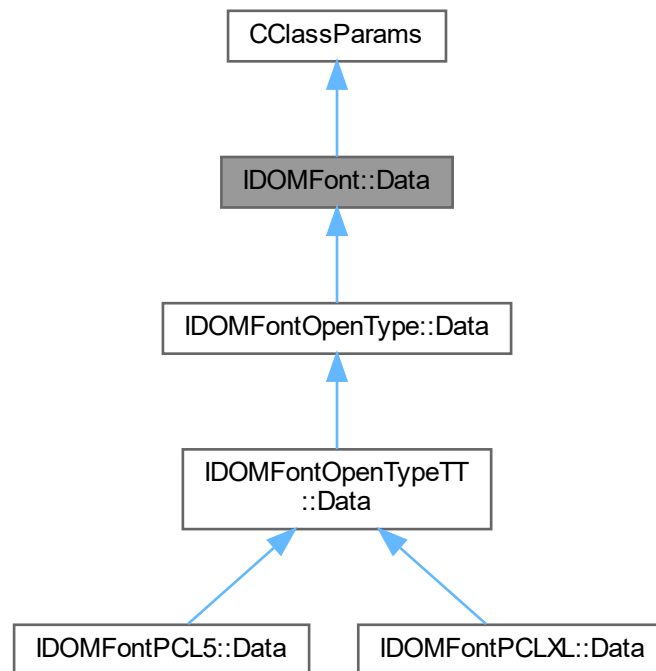 CClassParams
IDOMFont::Data
IDOMFontOpenType::Data
IDOMFontOpenTypeTT
::Data
IDOMFontPCL5::Data
IDOMFontPCLXL::Data